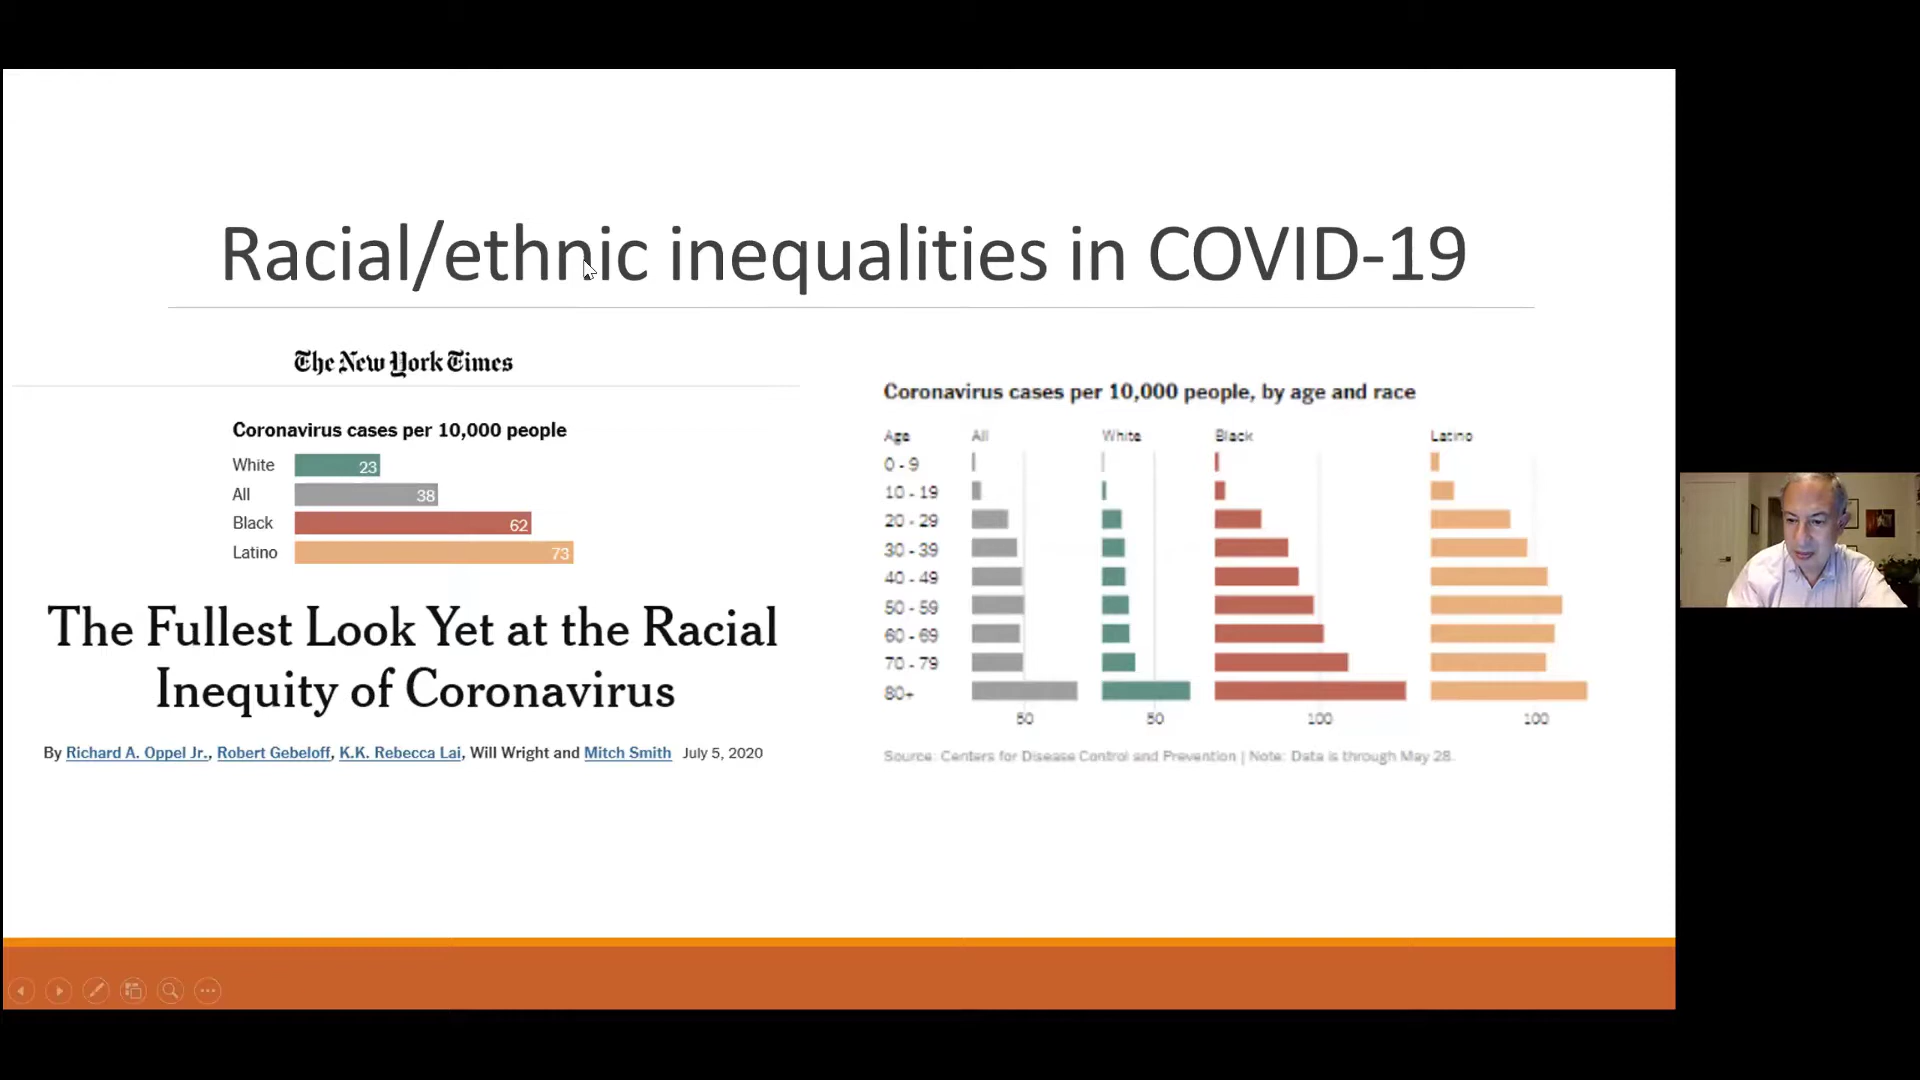 Racial/ethnic inequalities in COVID-19
The New York Times
Coronavirus cases per 10,000 people
White 23
All 38
Black 62
Latino 73
The Fullest Look Yet at the Racial
Inequity of Coronavirus
By Richard A. Oppel Jr., Robert Gebeloff, K.K. Rebecca Lai, Will Wright and Mitch Smith July 5, 2020
Coronavirus cases per 10,000 people, by age and race
Age All White Black Latino
0 - 9
10 - 19
20 - 29
30 - 39
40 - 49
50 - 59
60 - 69
70 - 79
80+
50 50 100 100
Source: Centers for Disease Control and Prevention | Note: Data is through May 28.